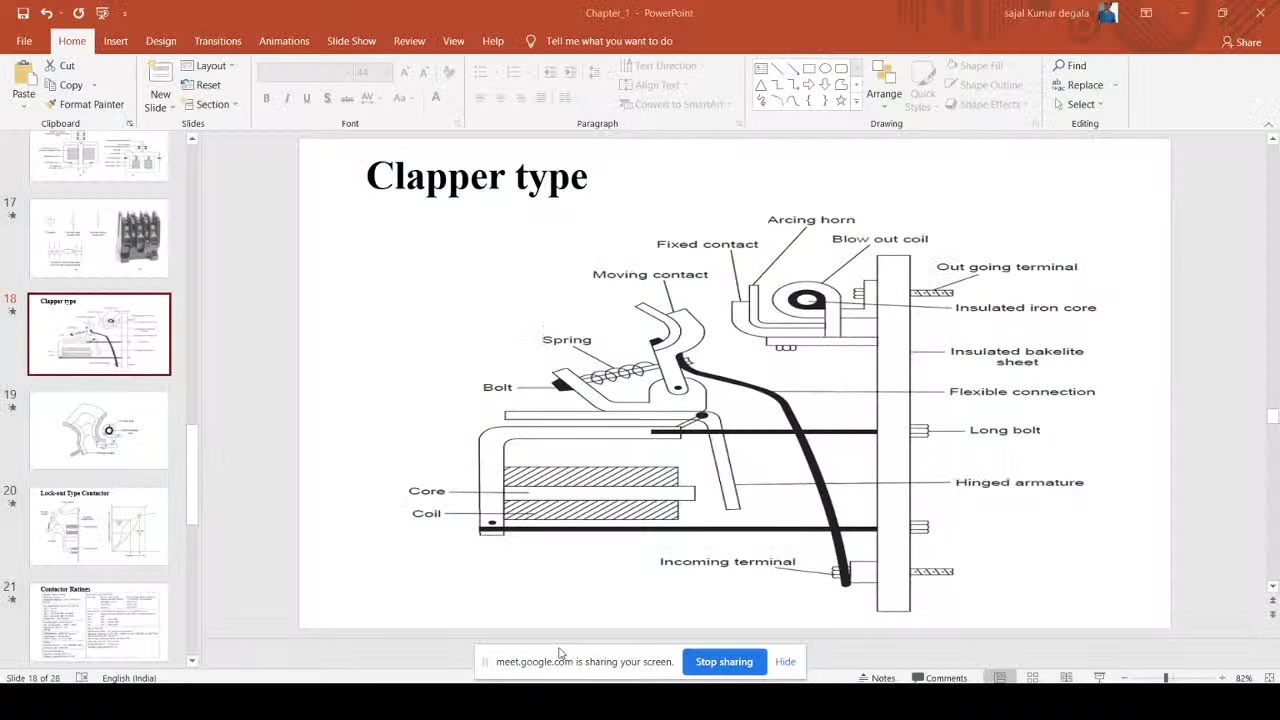 Chapter_1 - PowerPoint
sajal Kumar degala
File Home Insert Design Transitions Animations Slide Show Review View Help Tell me what you want to do Share
Paste
Cut
Copy
Format Painter
Clipboard
New
Slide
Layout
Reset
Section
Slides
44
B I U S abc AV Aa A
Font
Text Direction
Align Text
Convert to SmartArt
Paragraph
Arrange
Quick
Styles
Shape Fill
Shape Outline
Shape Effects
Drawing
Find
Replace
Select
Editing
17
18
Clapper type
19
20
Lock-out Type Contactor
21
Contactor Ratings
Clapper type
Arcing horn
Fixed contact
Blow out coil
Moving contact
Out going terminal
Insulated iron core
Spring
Insulated bakelite
sheet
Bolt
Flexible connection
Long bolt
Hinged armature
Core
Coil
Incoming terminal
meet.google.com is sharing your screen.
Stop sharing
Hide
Slide 18 of 28
English (India)
Notes
Comments
82%